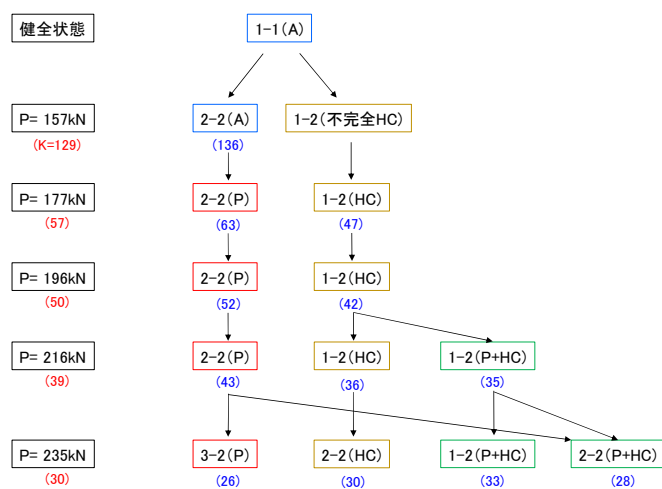 健全状態
1-1(A)
P= 157kN
2-2(A)
1-2(不完全HC)
(K=129)
(136)
P= 177kN
2-2(P)
1-2(HC)
(57)
(63)
(47)
P= 196kN
2-2(P)
1-2(HC)
(50)
(52)
(42)
P= 216kN
2-2(P)
1-2(HC)
1-2(P+HC)
(39)
(43)
(36)
(35)
P= 235kN
3-2(P)
2-2(HC)
1-2(P+HC)
2-2(P+HC)
(30)
(26)
(30)
(33)
(28)